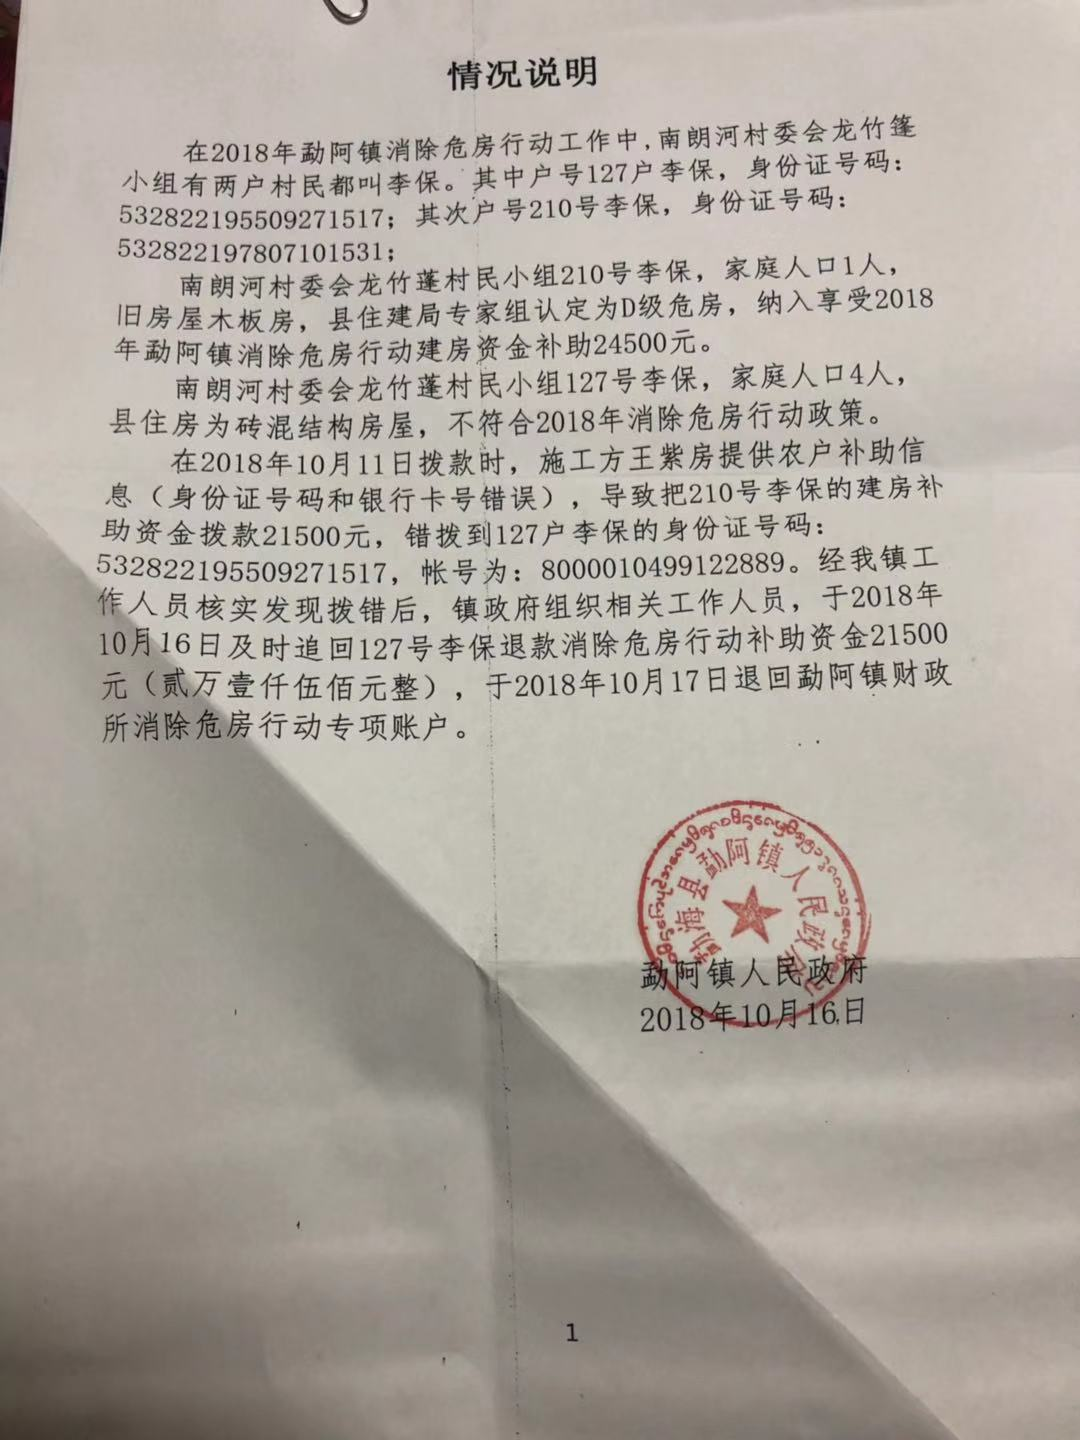 情况说明
在2018年勐阿镇消除危房行动工作中,南朗河村委会龙竹篷
小组有两户村民都叫李保。其中户号127户李保，身份证号码：
532822195509271517；其次户号210号李保，身份证号码：
532822197807101531；
南朗河村委会龙竹蓬村民小组210号李保，家庭人口1人，
旧房屋木板房，县住建局专家组认定为D级危房，纳入享受2018
年勐阿镇消除危房行动建房资金补助24500元。
南朗河村委会龙竹蓬村民小组127号李保，家庭人口4人，
县住房为砖混结构房屋，不符合2018年消除危房行动政策。
在2018年10月11日拨款时，施工方王紫房提供农户补助信
息（身份证号码和银行卡号错误），导致把210号李保的建房补
助资金拨款21500元，错拨到127户李保的身份证号码：
532822195509271517，帐号为：8000010499122889。经我镇工
作人员核实发现拨错后，镇政府组织相关工作人员，于2018年
10月16日及时追回127号李保退款消除危房行动补助资金21500
元（贰万壹仟伍佰元整），于2018年10月17日退回勐阿镇财政
所消除危房行动专项账户。
勐海县勐阿镇人民政府
勐阿镇人民政府
2018年10月16日
1